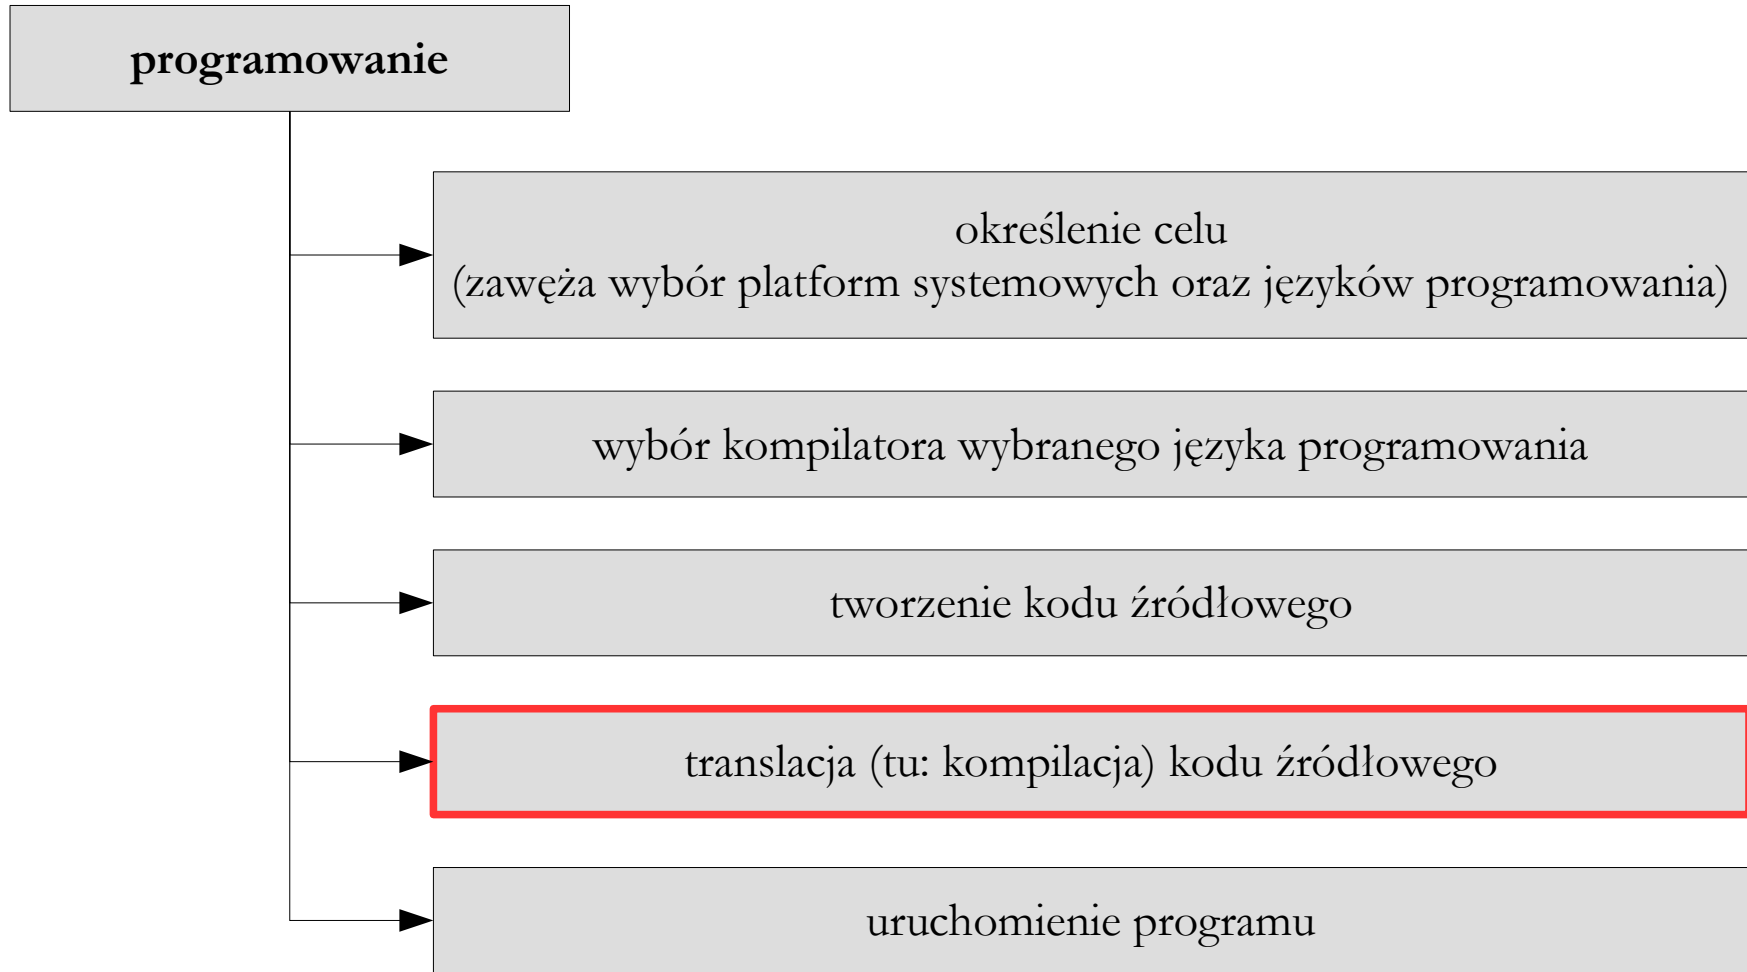 programowanie
określenie celu
(zawęża wybór platform systemowych oraz języków programowania)
wybór kompilatora wybranego języka programowania
tworzenie kodu źródłowego
translacja (tu: kompilacja) kodu źródłowego
uruchomienie programu